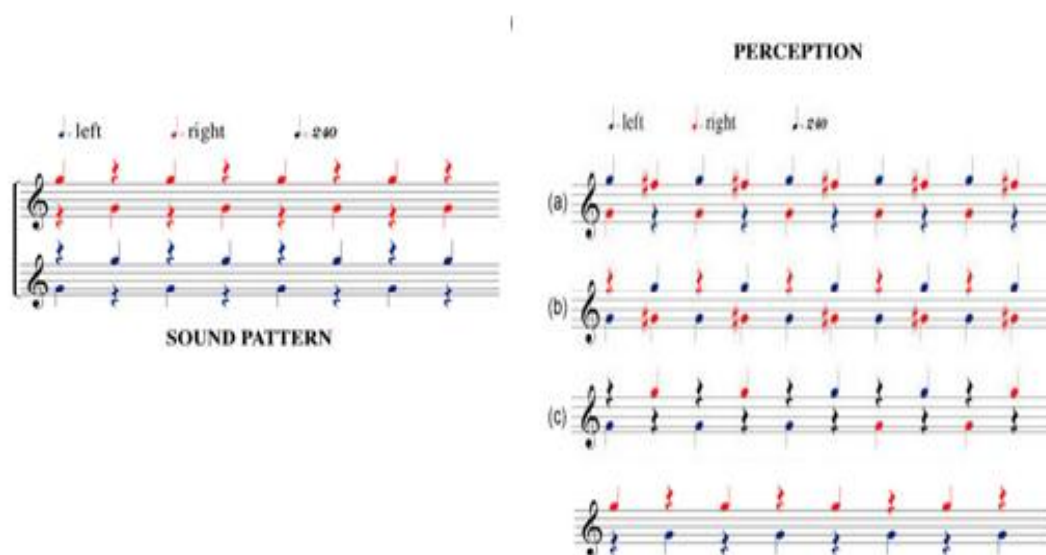 PERCEPTION
left right 240
SOUND PATTERN
left right 240
(a)
(b)
(c)